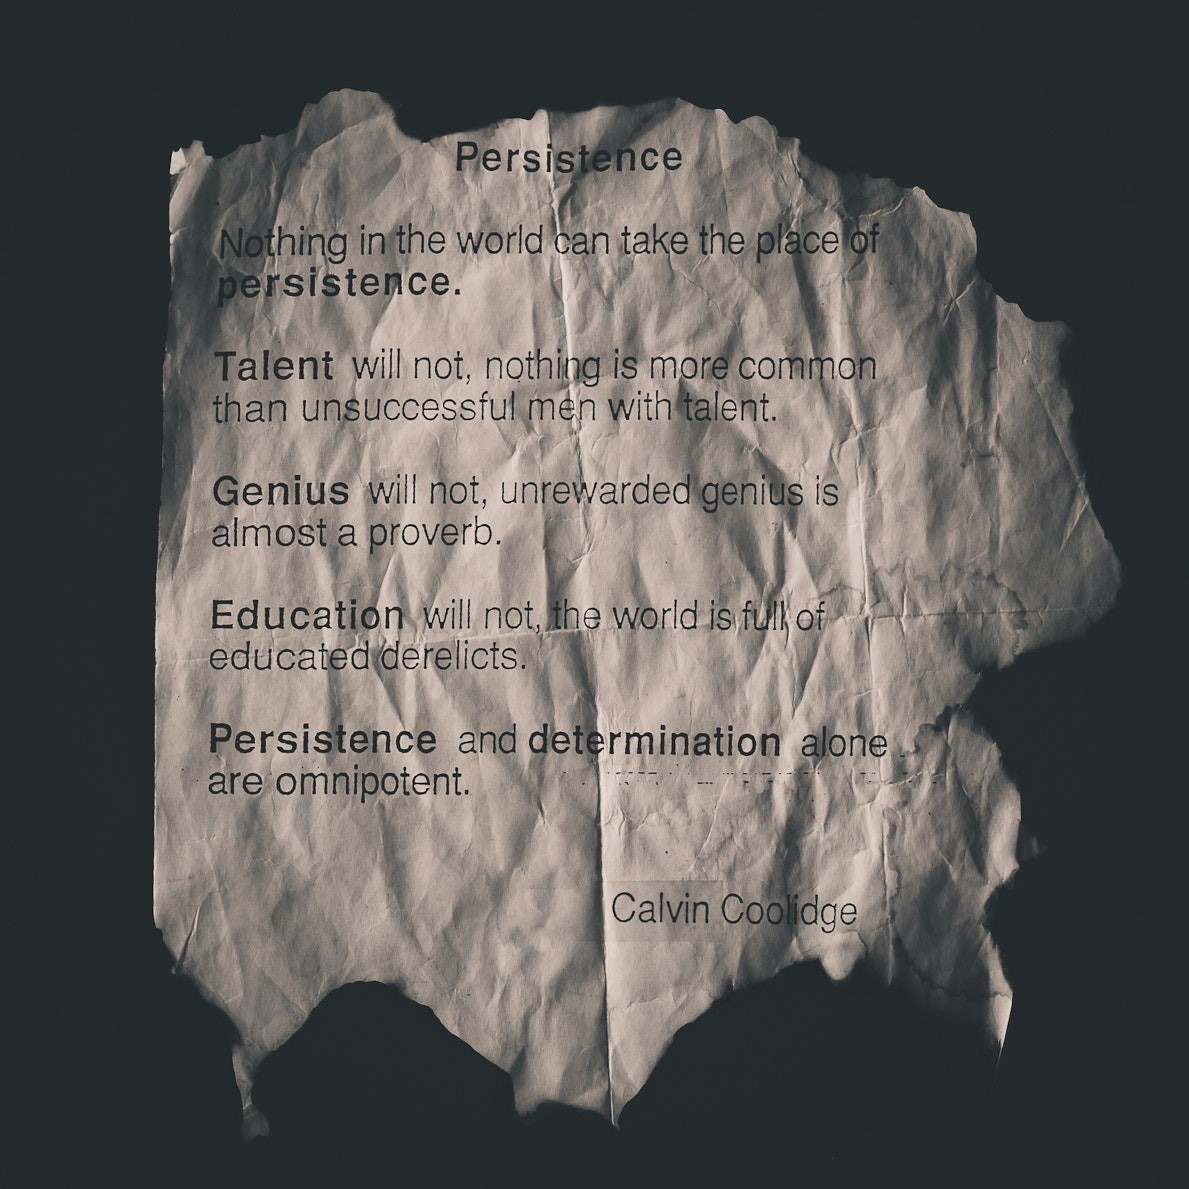 Persistence
Nothing in the world can take the place of
persistence.
Talent will not, nothing is more common
than unsuccessful men with talent.
Genius will not, unrewarded genius is
almost a proverb.
Education will not, the world is full of
educated derelicts.
Persistence and determination alone
are omnipotent.
Calvin Coolidge